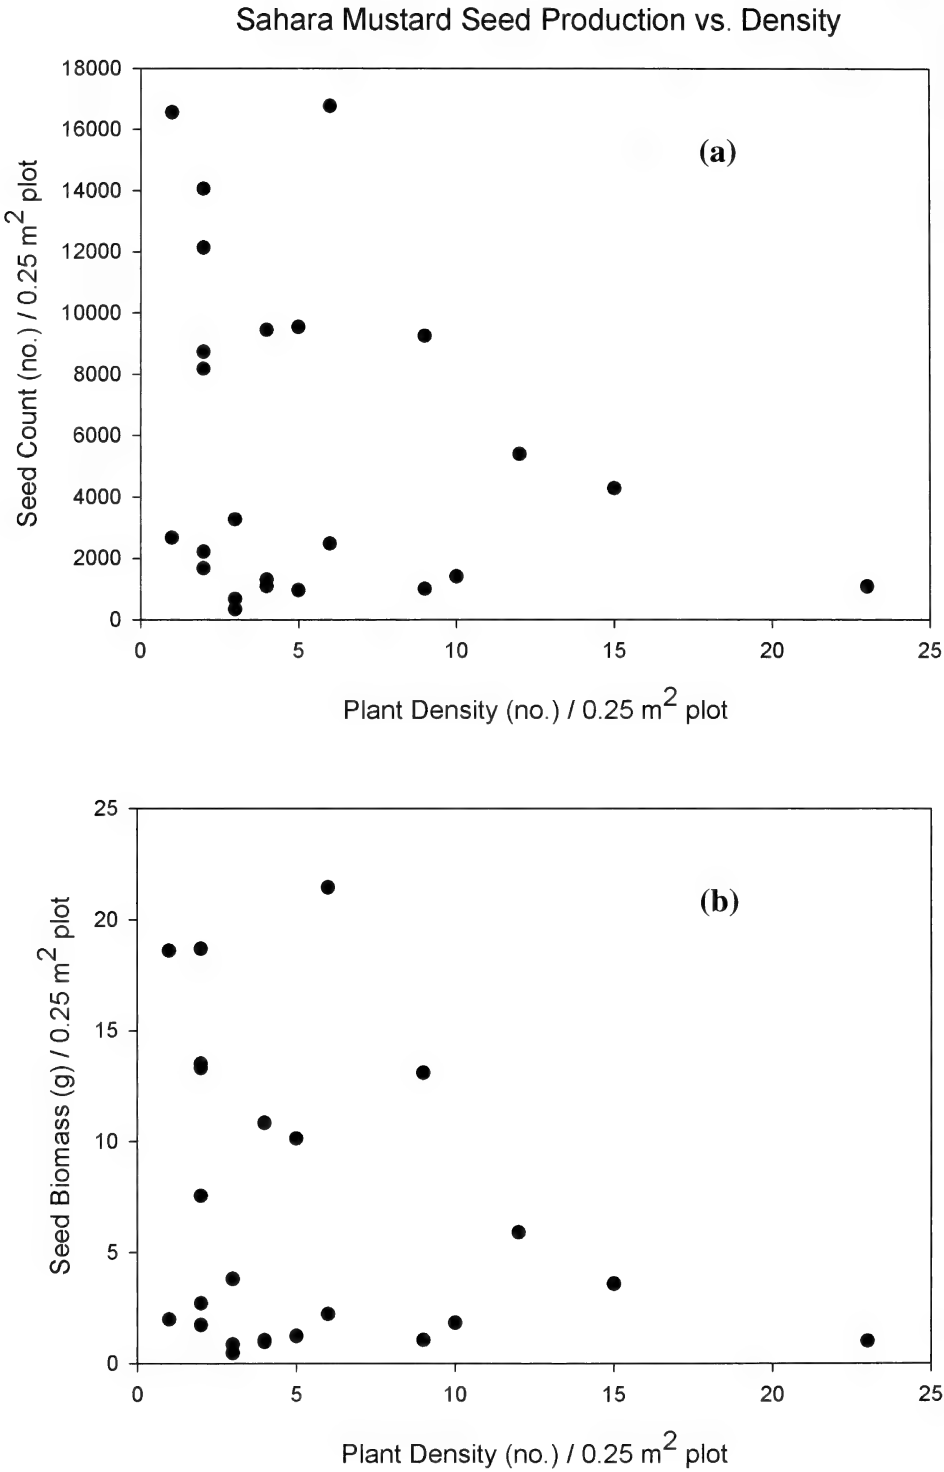 Sahara Mustard Seed Production vs. Density
18000
16000
14000
12000
10000
8000
6000
4000
2000
0
Seed Count (no.) / 0.25 m² plot
(a)
0 5 10 15 20 25
Plant Density (no.) / 0.25 m² plot
25
20
15
10
5
0
Seed Biomass (g) / 0.25 m² plot
(b)
0 5 10 15 20 25
Plant Density (no.) / 0.25 m² plot